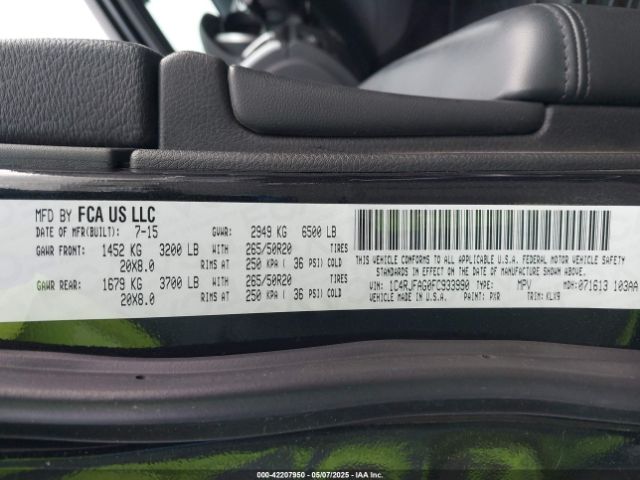 MFD BY FCA US LLC
DATE OF MFR(BUILT): 7-15 GVWR: 2949 KG 6500 LB
GAWR FRONT: 1452 KG 3200 LB WITH 265/50R20 TIRES
20X8.0 RIMS AT 250 KPA ( 36 PSI) COLD
GAWR REAR: 1679 KG 3700 LB WITH 265/50R20 TIRES
20X8.0 RIMS AT 250 KPA ( 36 PSI) COLD
THIS VEHICLE CONFORMS TO ALL APPLICABLE U.S.A. FEDERAL MOTOR VEHICLE SAFETY
STANDARDS IN EFFECT ON THE DATE OF MANUFACTURE SHOWN ABOVE.
VIN: 1C4RJFAG0FC933990 TYPE: MPV MDH: 071613 103AA
MADE IN U.S.A. PAINT: PXR TRIM: KLX9
000-42207950 - 05/07/2025 - IAA Inc.